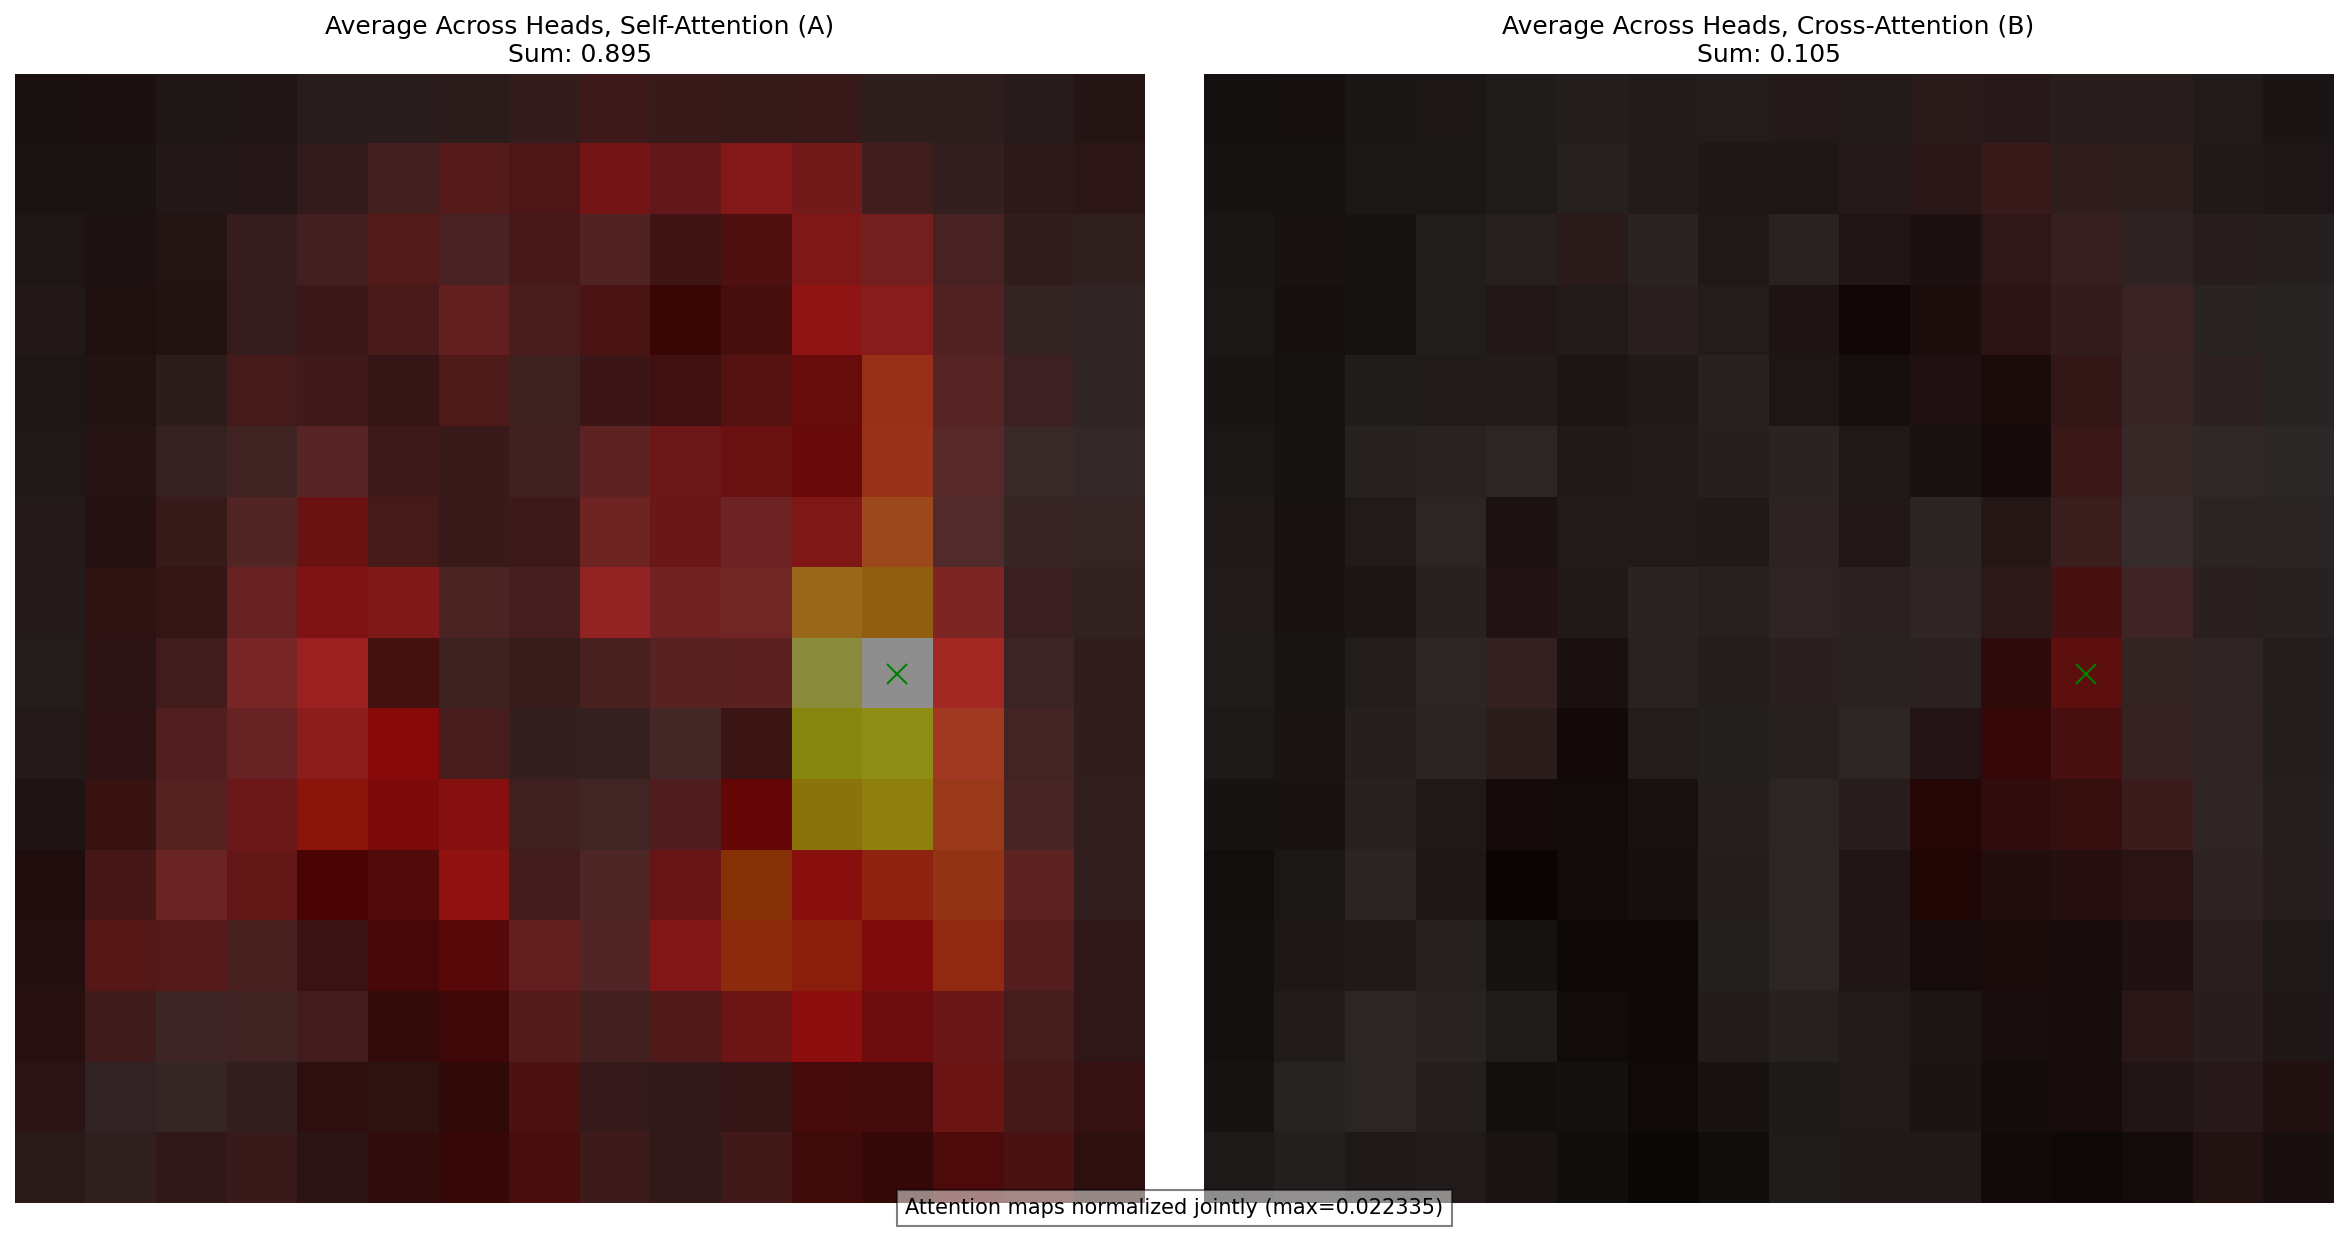 Average Across Heads, Self-Attention (A)
Sum: 0.895
Average Across Heads, Cross-Attention (B)
Sum: 0.105
Attention maps normalized jointly (max=0.022335)